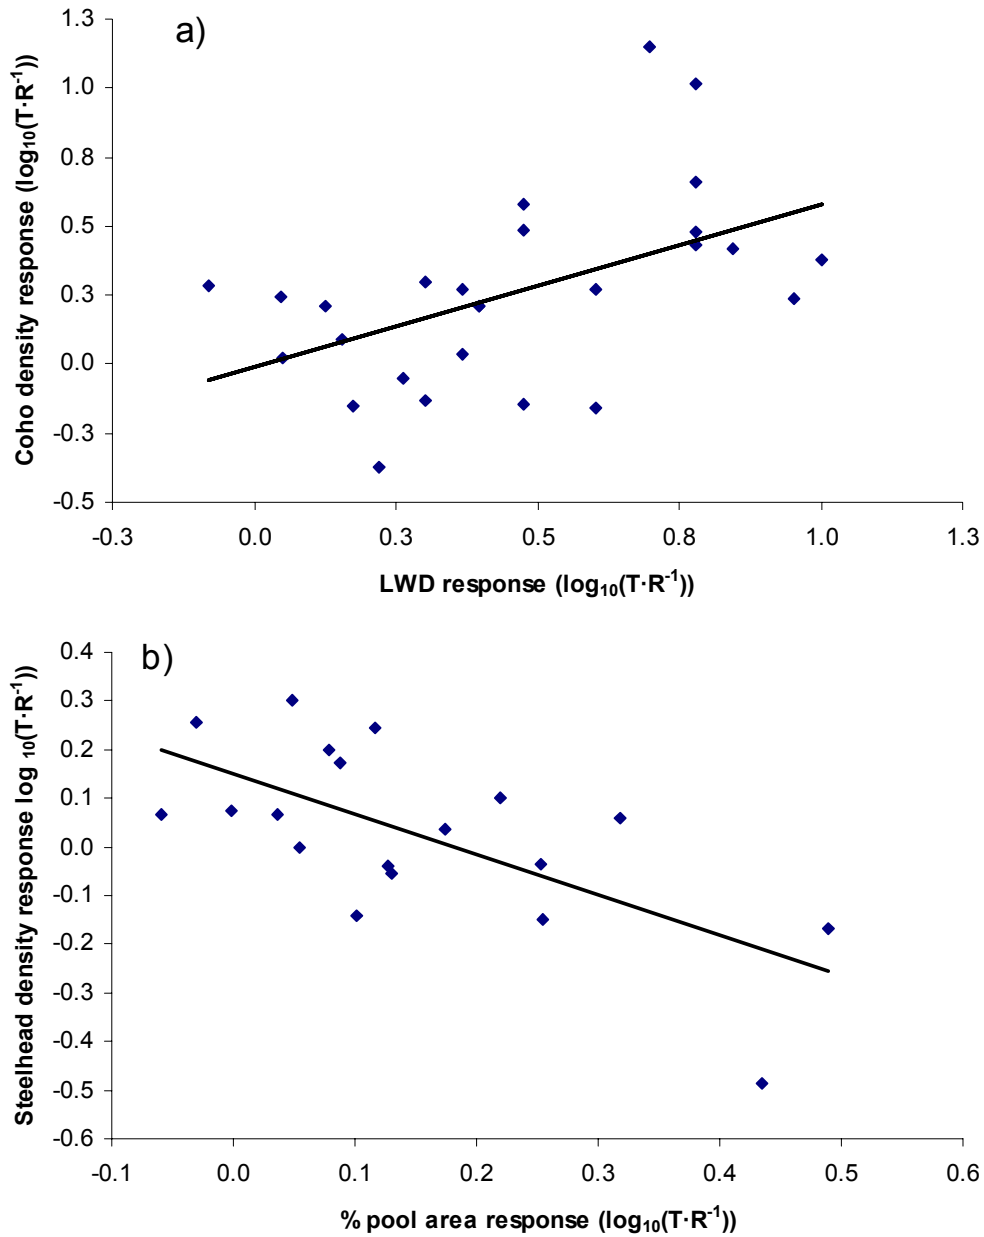 a)
1.3
1.0
0.8
0.5
0.3
0.0
-0.3
-0.5
Coho density response (log₁₀(T·R⁻¹))
-0.3 0.0 0.3 0.5 0.8 1.0 1.3
LWD response (log₁₀(T·R⁻¹))
b)
0.4
0.3
0.2
0.1
0.0
-0.1
-0.2
-0.3
-0.4
-0.5
-0.6
Steelhead density response log ₁₀(T·R⁻¹))
-0.1 0.0 0.1 0.2 0.3 0.4 0.5 0.6
% pool area response (log₁₀(T·R⁻¹))